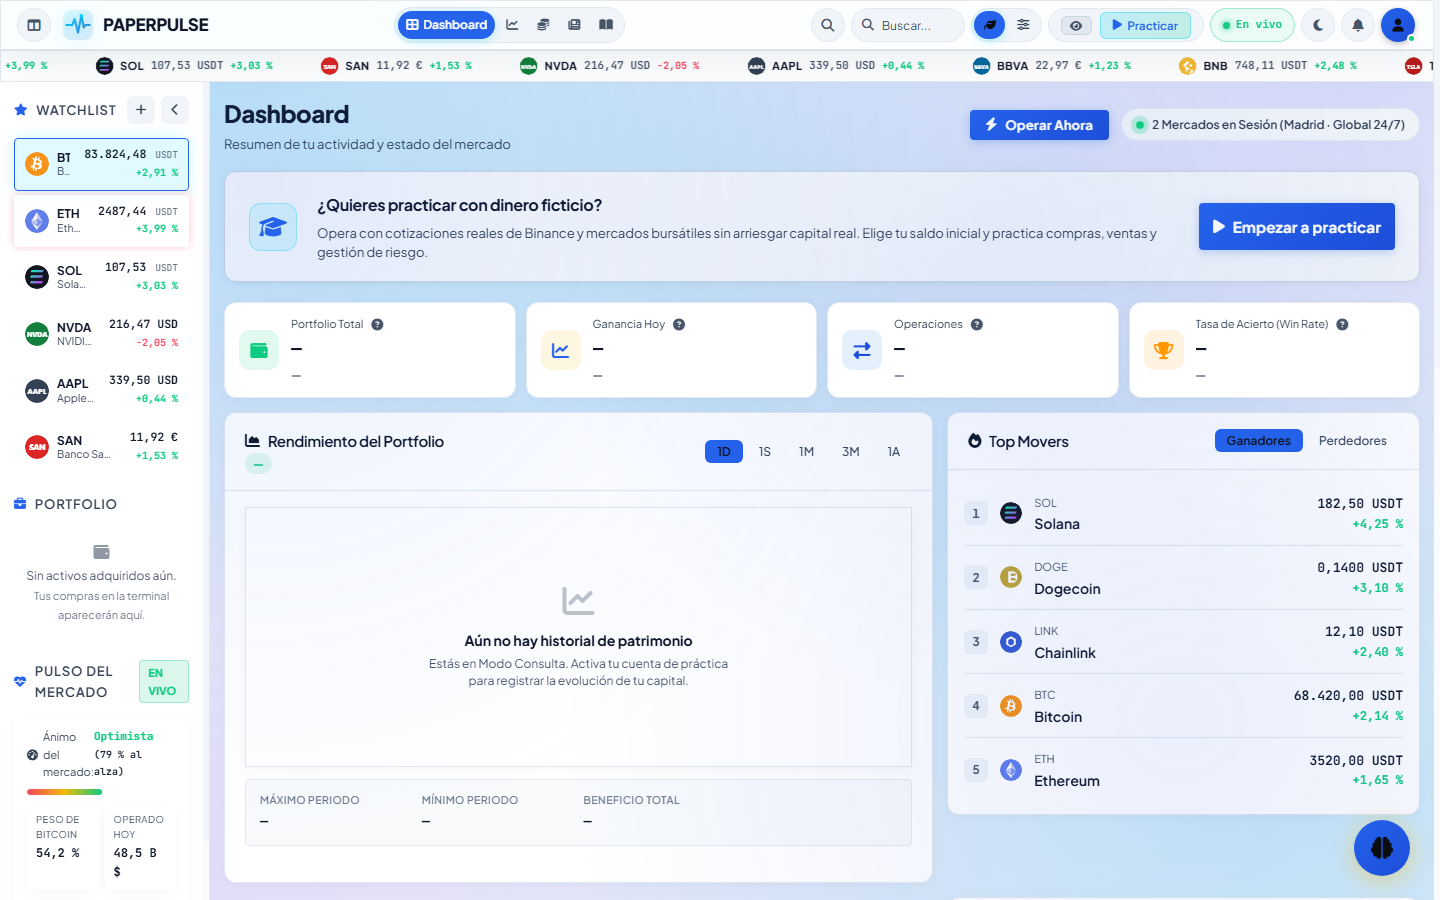 PAPERPULSE
Dashboard
Buscar...
Practicar
En vivo
+3,99 %
SOL 107,53 USDT +3,03 %
SAN 11,92 € +1,53 %
NVDA 216,47 USD -2,05 %
AAPL 339,50 USD +0,44 %
BBVA 22,97 € +1,23 %
BNB 748,11 USDT +2,48 %
TSLA
WATCHLIST
BT 83.824,48 USDT
B... +2,91 %
ETH 2487,44 USDT
Eth... +3,99 %
SOL 107,53 USDT
Sola... +3,03 %
NVDA 216,47 USD
NVIDI... -2,05 %
AAPL 339,50 USD
Apple... +0,44 %
SAN 11,92 €
Banco Sa... +1,53 %
PORTFOLIO
Sin activos adquiridos aún.
Tus compras en la terminal
aparecerán aquí.
PULSO DEL
MERCADO
EN
VIVO
Ánimo
del
mercado:
Optimista
(79 % al
alza)
PESO DE
BITCOIN
54,2 %
OPERADO
HOY
48,5 B
$
Dashboard
Resumen de tu actividad y estado del mercado
Operar Ahora
2 Mercados en Sesión (Madrid · Global 24/7)
¿Quieres practicar con dinero ficticio?
Opera con cotizaciones reales de Binance y mercados bursátiles sin arriesgar capital real. Elige tu saldo inicial y practica compras, ventas y
gestión de riesgo.
Empezar a practicar
Portfolio Total ?
—
—
Ganancia Hoy ?
—
—
Operaciones ?
—
—
Tasa de Acierto (Win Rate) ?
—
—
Rendimiento del Portfolio
—
1D 1S 1M 3M 1A
Aún no hay historial de patrimonio
Estás en Modo Consulta. Activa tu cuenta de práctica
para registrar la evolución de tu capital.
MÁXIMO PERIODO
—
MÍNIMO PERIODO
—
BENEFICIO TOTAL
—
Top Movers
Ganadores Perdedores
1 SOL 182,50 USDT
Solana +4,25 %
2 DOGE 0,1400 USDT
Dogecoin +3,10 %
3 LINK 12,10 USDT
Chainlink +2,40 %
4 BTC 68.420,00 USDT
Bitcoin +2,14 %
5 ETH 3520,00 USDT
Ethereum +1,65 %